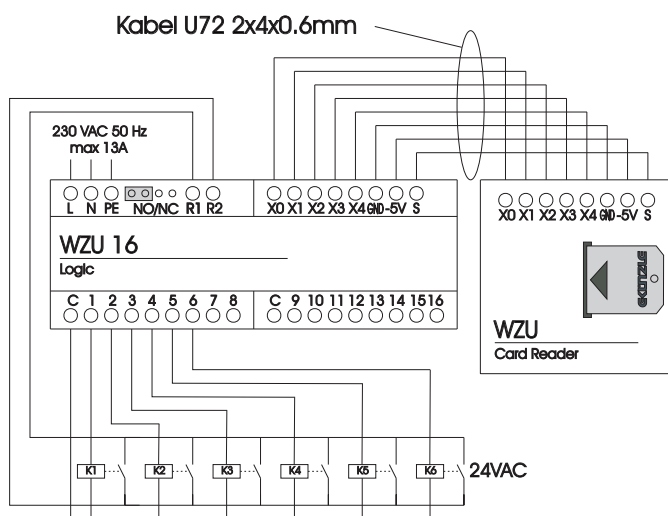 Kabel U72 2x4x0.6mm
230 VAC 50 Hz
max 13A
L N PE NO/NC R1 R2 X0 X1 X2 X3 X4 GND -5V S
X0 X1 X2 X3 X4 GND -5V S
WZU 16
Logic
C 1 2 3 4 5 6 7 8 C 9 10 11 12 13 14 15 16
WZU
Card Reader
K1 K2 K3 K4 K5 K6 24VAC